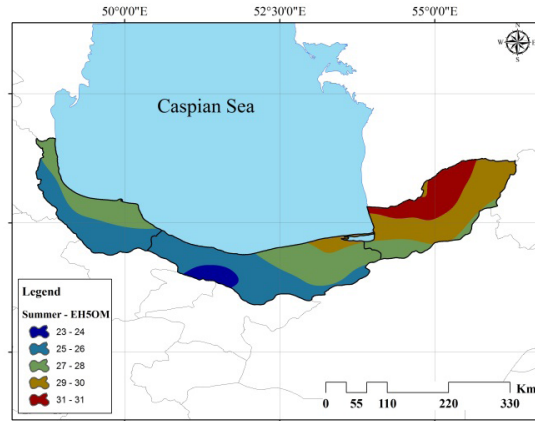 50°0'0"E 52°30'0"E 55°0'0"E
N
W E
S
Caspian Sea
Legend
Summer - EH5OM
23 - 24
25 - 26
27 - 28
29 - 30
31 - 31
Km
0 55 110 220 330